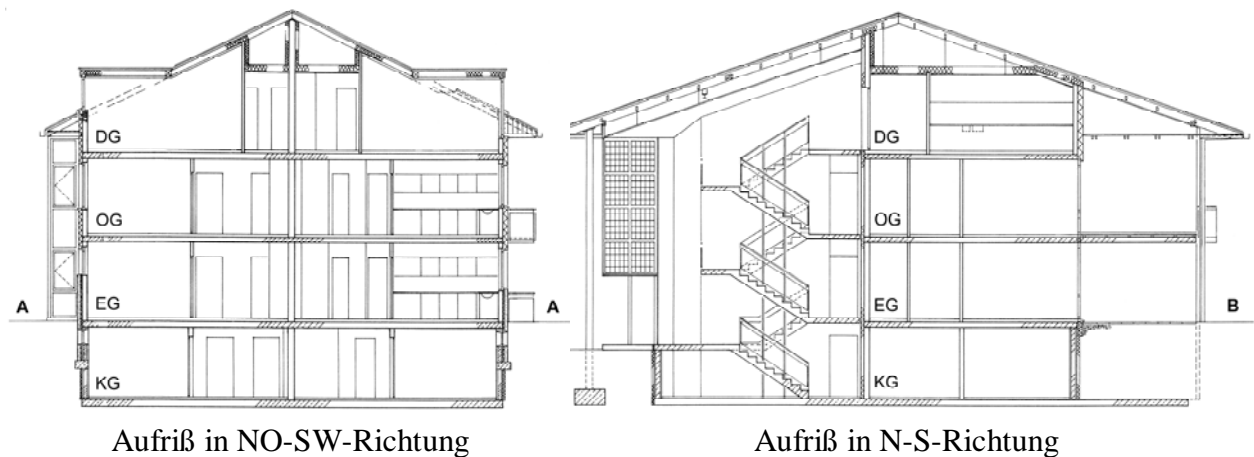 DG
OG
A EG A
KG
Aufriß in NO-SW-Richtung
DG
OG
EG B
KG
Aufriß in N-S-Richtung